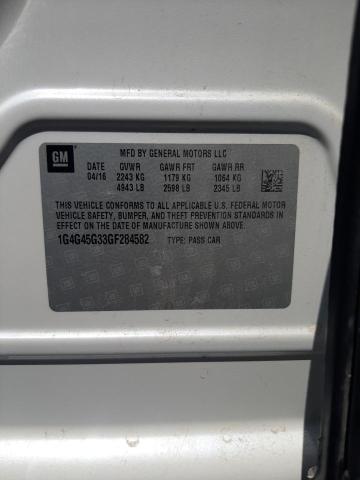 GM
MFD BY GENERAL MOTORS LLC
DATE GVWR GAWR FRT GAWR RR
04/16 2243 KG 1179 KG 1064 KG
4943 LB 2598 LB 2345 LB
THIS VEHICLE CONFORMS TO ALL APPLICABLE U.S. FEDERAL MOTOR
VEHICLE SAFETY, BUMPER, AND THEFT PREVENTION STANDARDS IN
EFFECT ON THE DATE OF MANUFACTURE SHOWN ABOVE.
1G4G45G33GF284582 TYPE: PASS CAR